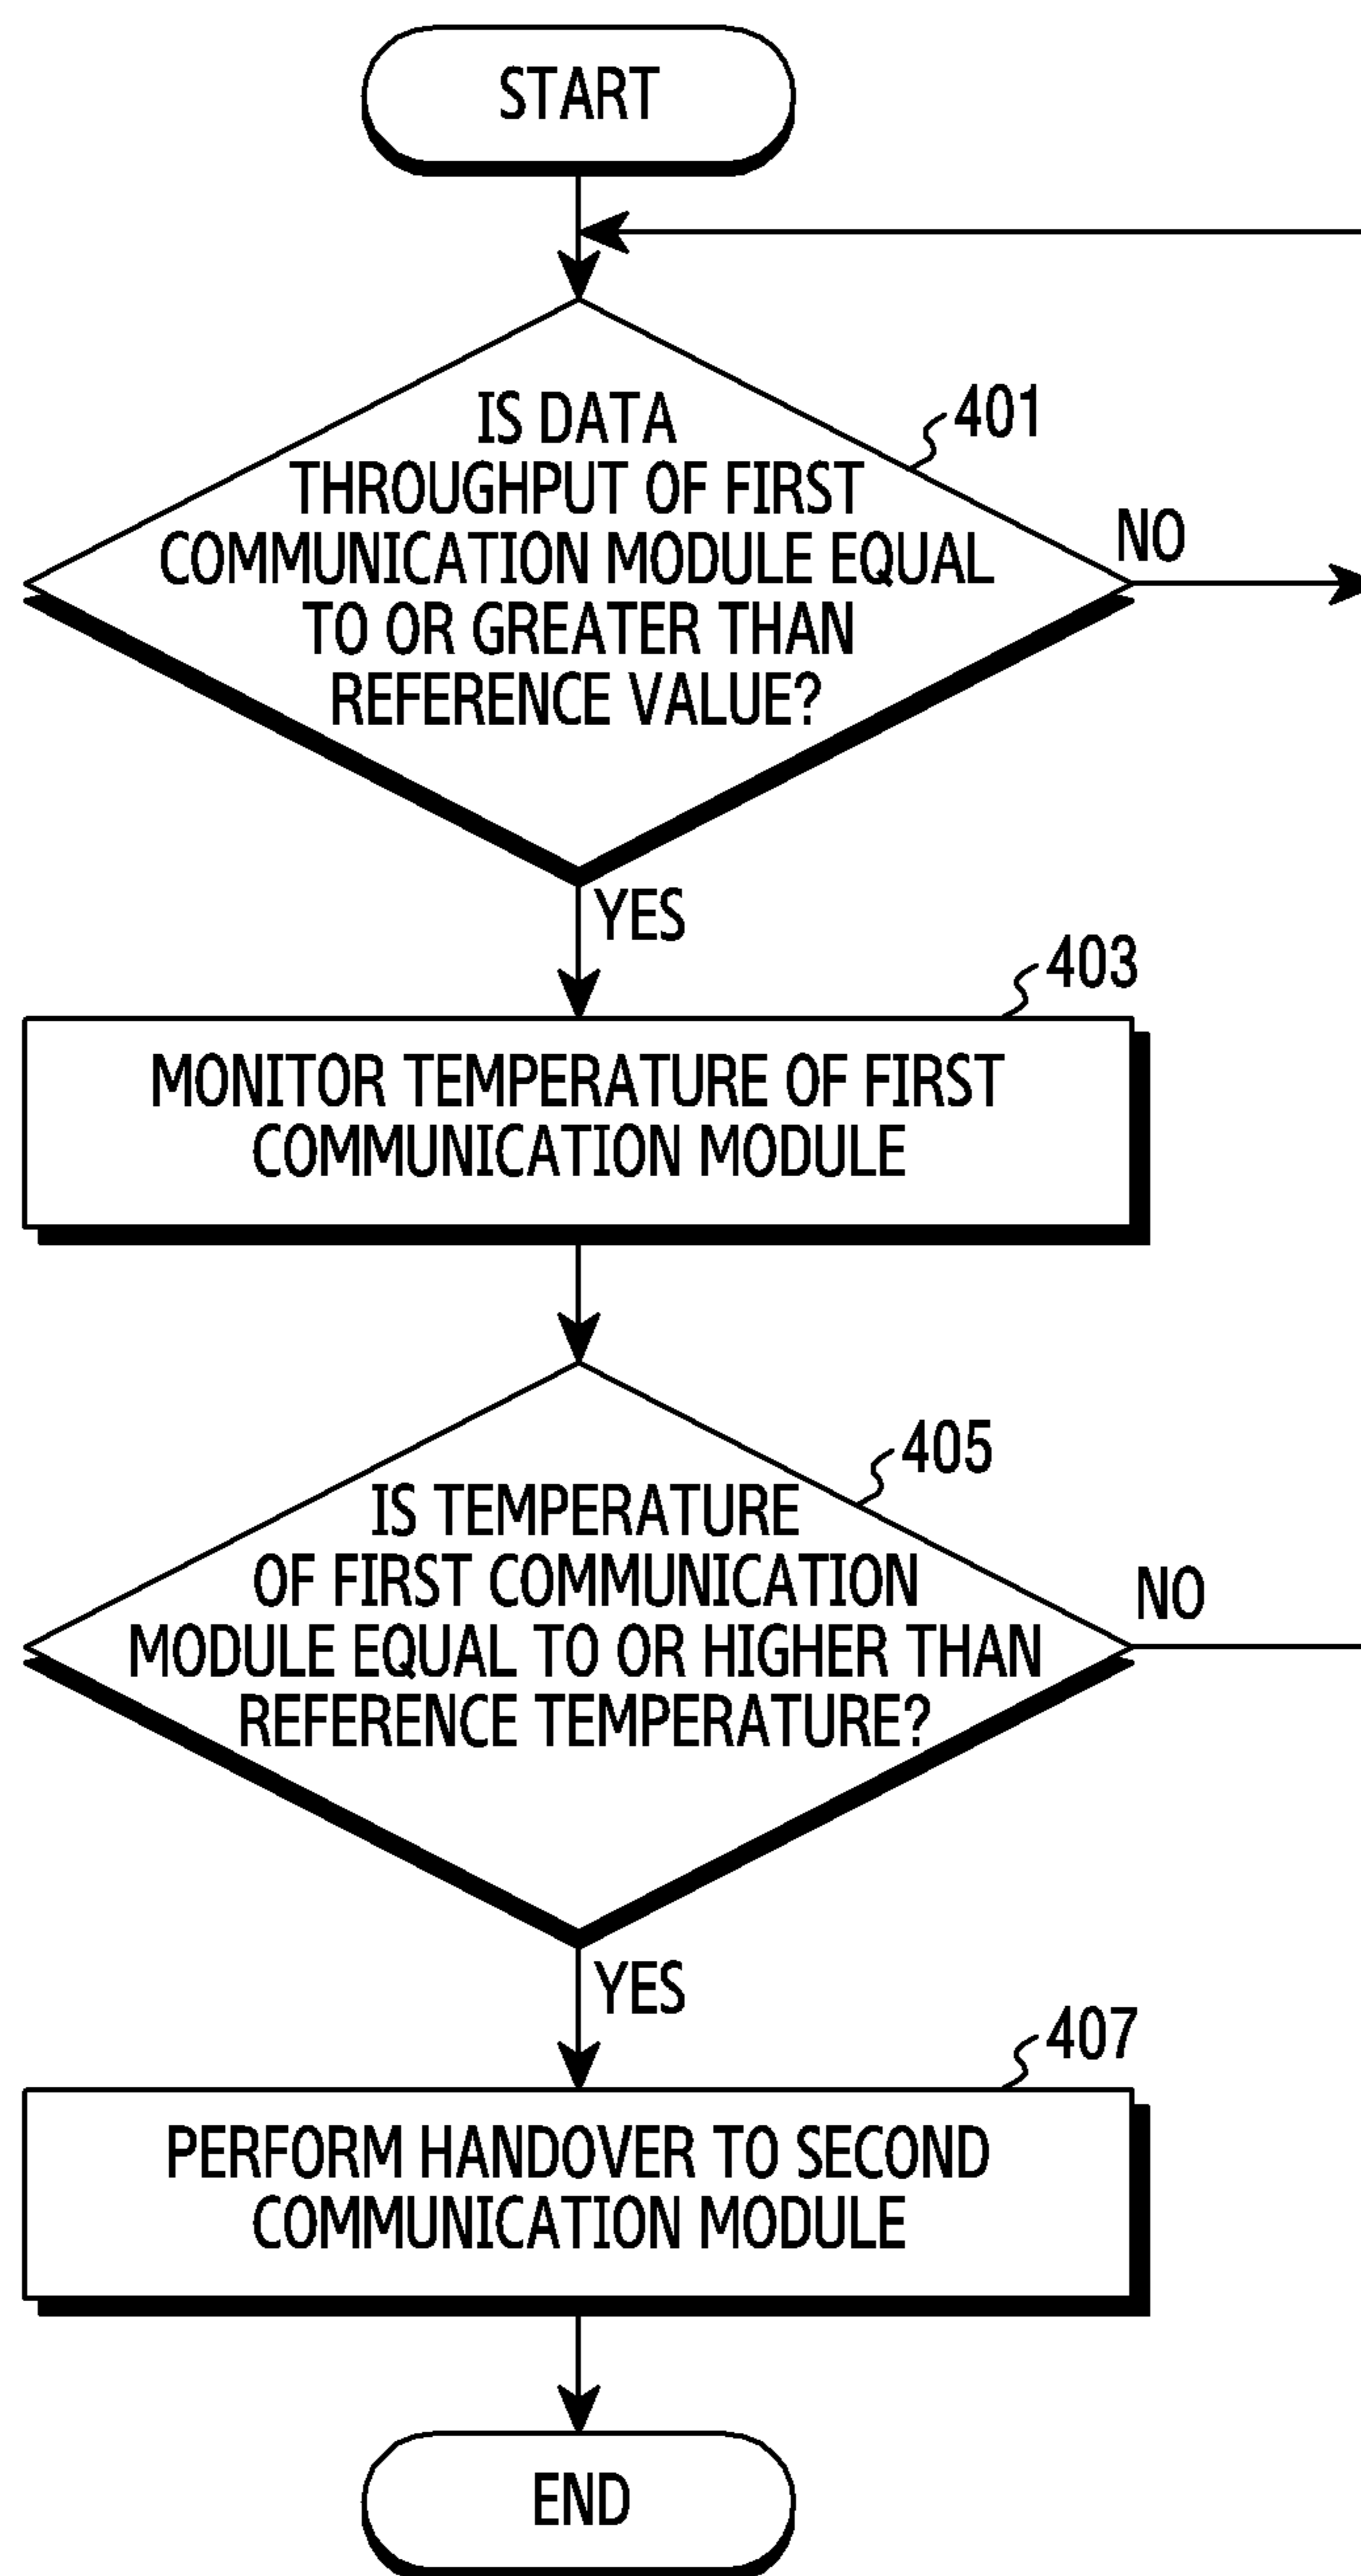 START
401
IS DATA
THROUGHPUT OF FIRST
COMMUNICATION MODULE EQUAL
TO OR GREATER THAN
REFERENCE VALUE?
NO
YES
403
MONITOR TEMPERATURE OF FIRST
COMMUNICATION MODULE
405
IS TEMPERATURE
OF FIRST COMMUNICATION
MODULE EQUAL TO OR HIGHER THAN
REFERENCE TEMPERATURE?
NO
YES
407
PERFORM HANDOVER TO SECOND
COMMUNICATION MODULE
END